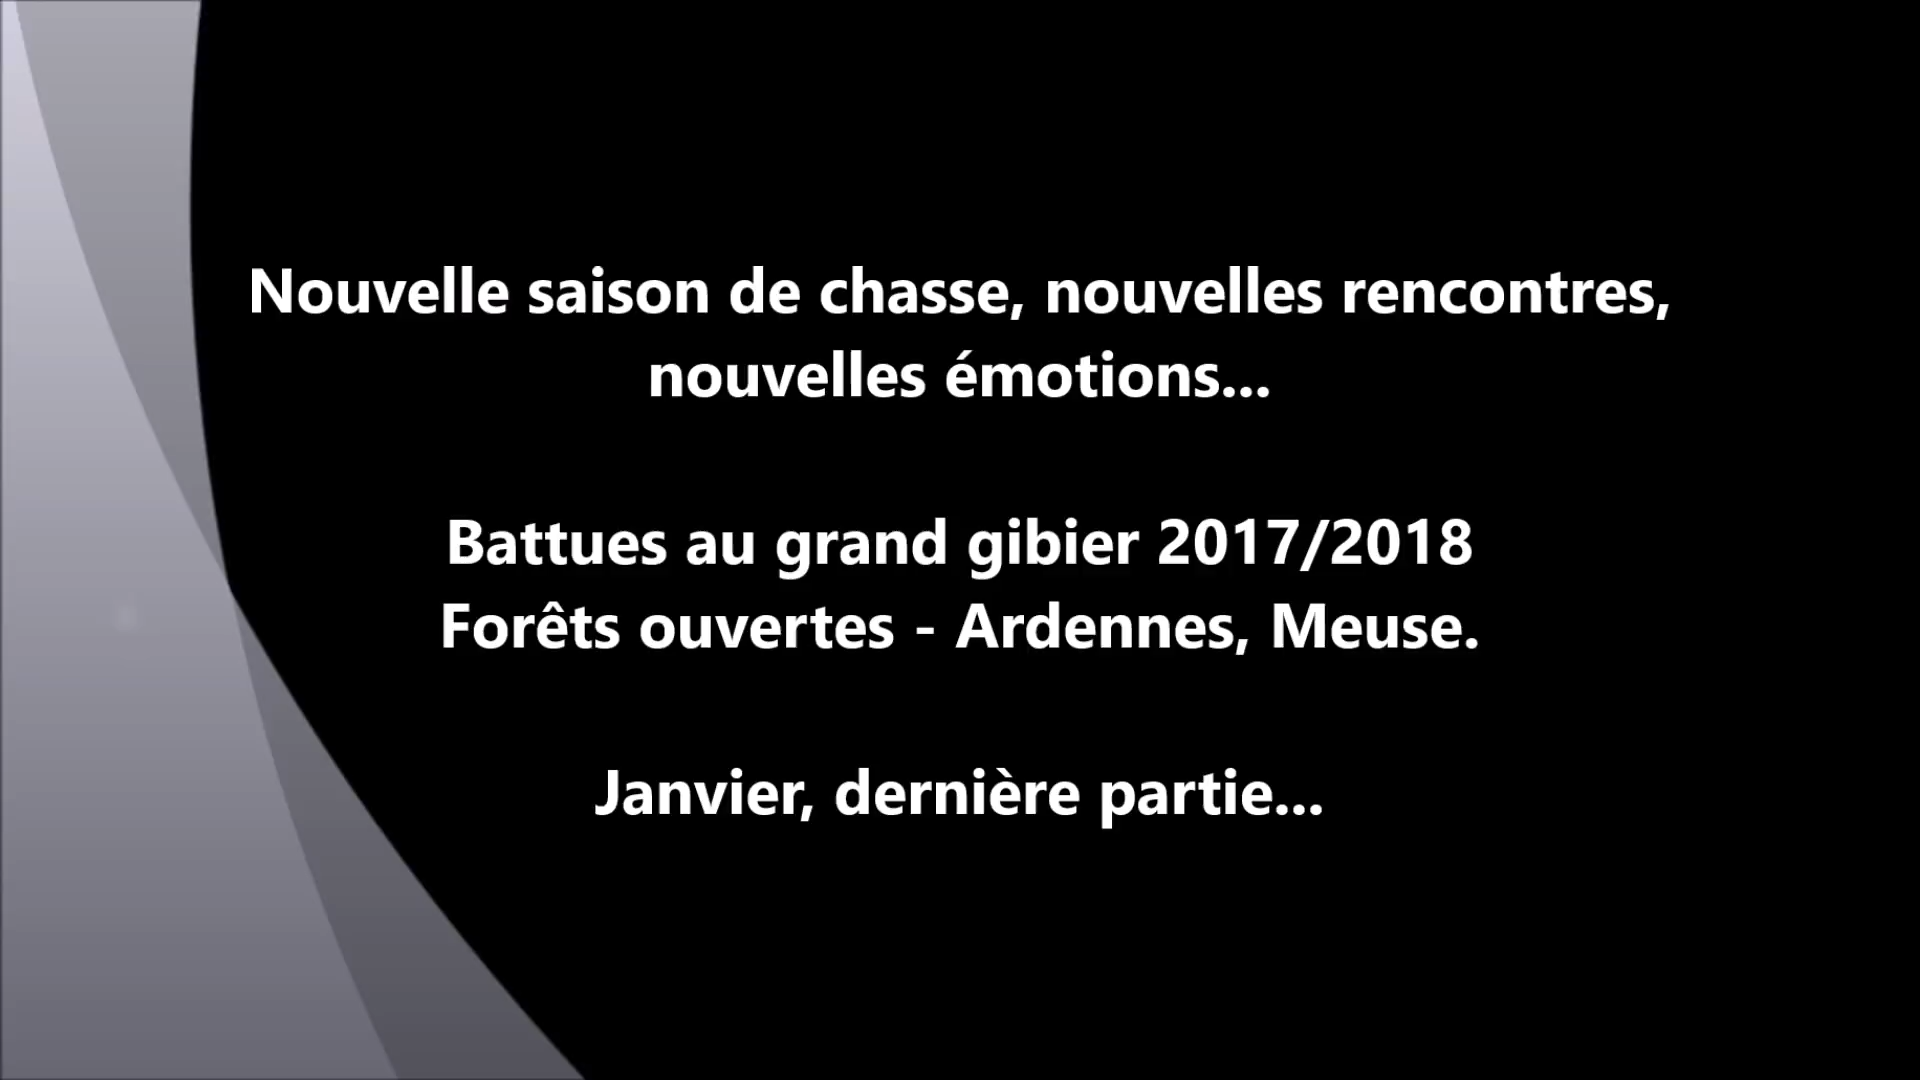 Nouvelle saison de chasse, nouvelles rencontres,
nouvelles émotions...
Battues au grand gibier 2017/2018
Forêts ouvertes - Ardennes, Meuse.
Janvier, dernière partie...